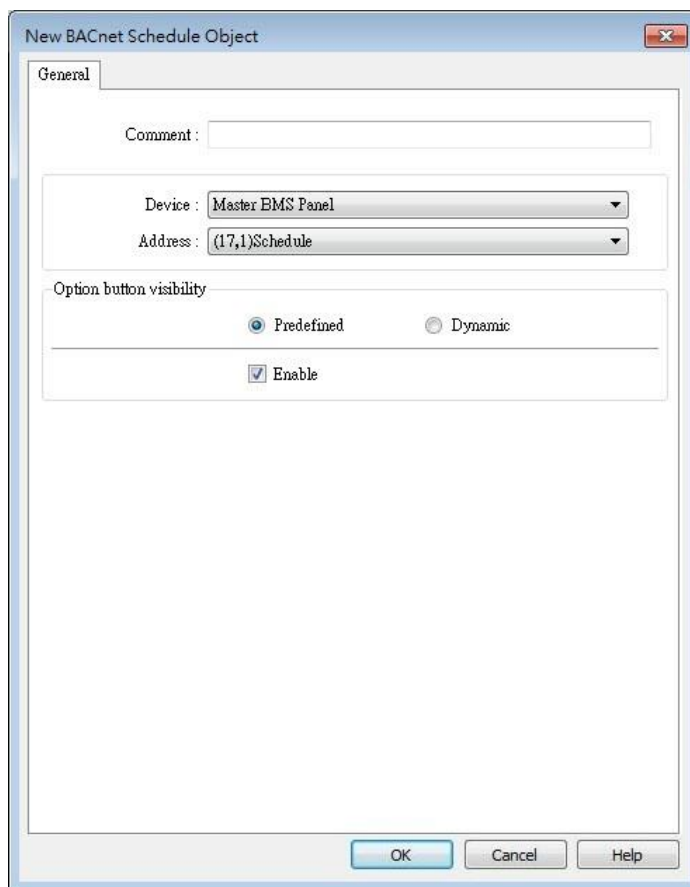 New BACnet Schedule Object
General
Comment :
Device : Master BMS Panel
Address : (17,1)Schedule
Option button visibility
Predefined Dynamic
Enable
OK Cancel Help